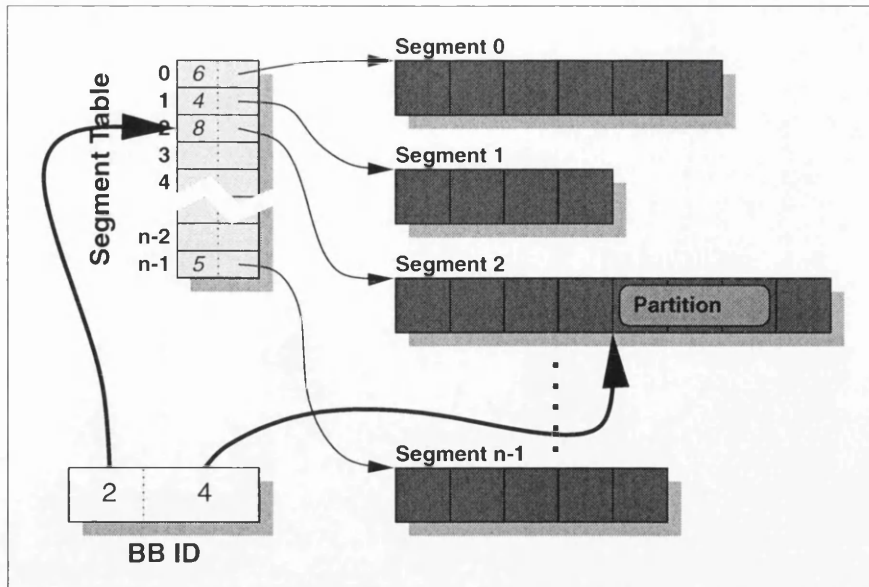 Segment Table
0 6
1 4
2 8
3
4
n-2
n-1 5
Segment 0
Segment 1
Segment 2
Partition
Segment n-1
2 4
BB ID